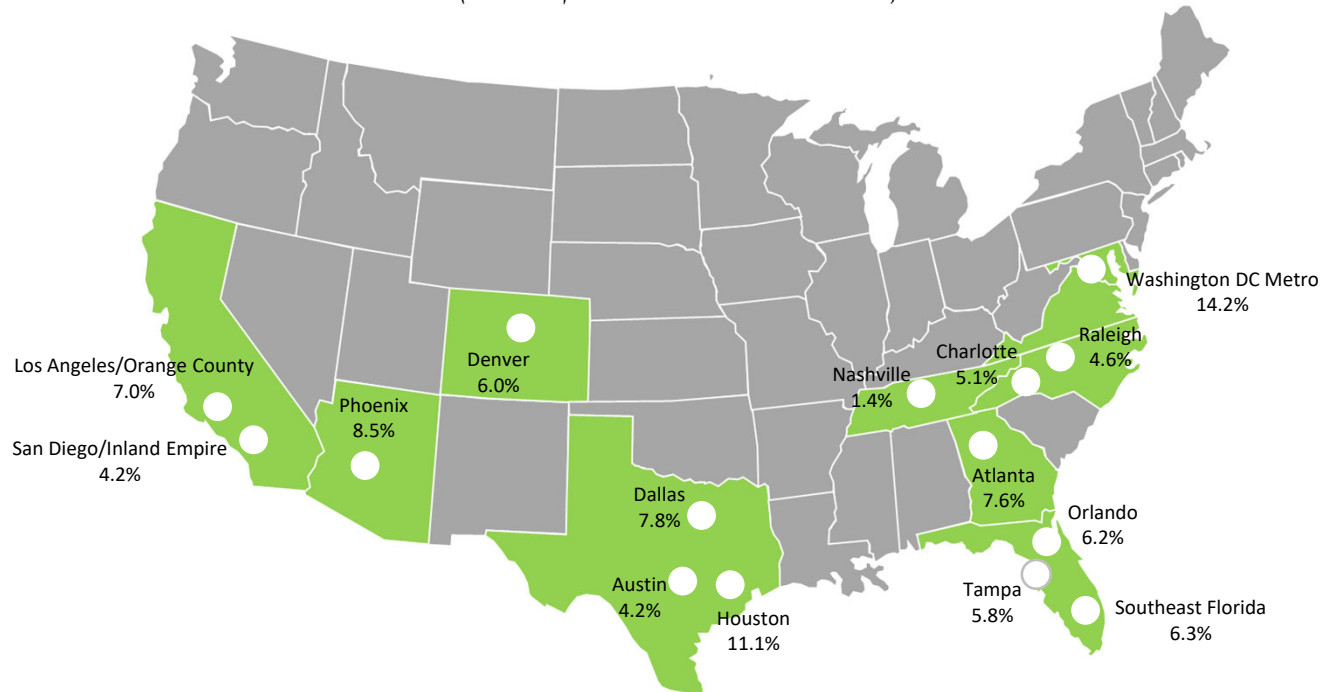 Washington DC Metro
14.2%
Raleigh
4.6%
Charlotte
5.1%
Nashville
1.4%
Denver
6.0%
Los Angeles/Orange County
7.0%
Phoenix
8.5%
San Diego/Inland Empire
4.2%
Atlanta
7.6%
Dallas
7.8%
Orlando
6.2%
Austin
4.2%
Houston
11.1%
Tampa
5.8%
Southeast Florida
6.3%